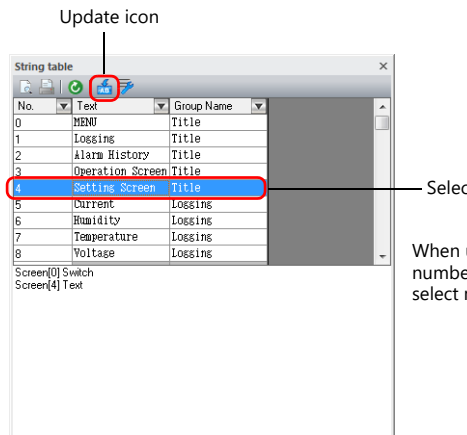 Update icon
String table
No. Text Group Name
0 MENU Title
1 Logging Title
2 Alarm History Title
3 Operation Screen Title
4 Setting Screen Title
5 Current Logging
6 Humidity Logging
7 Temperature Logging
8 Voltage Logging
Screen[0] Switch
Screen[4] Text
When
select